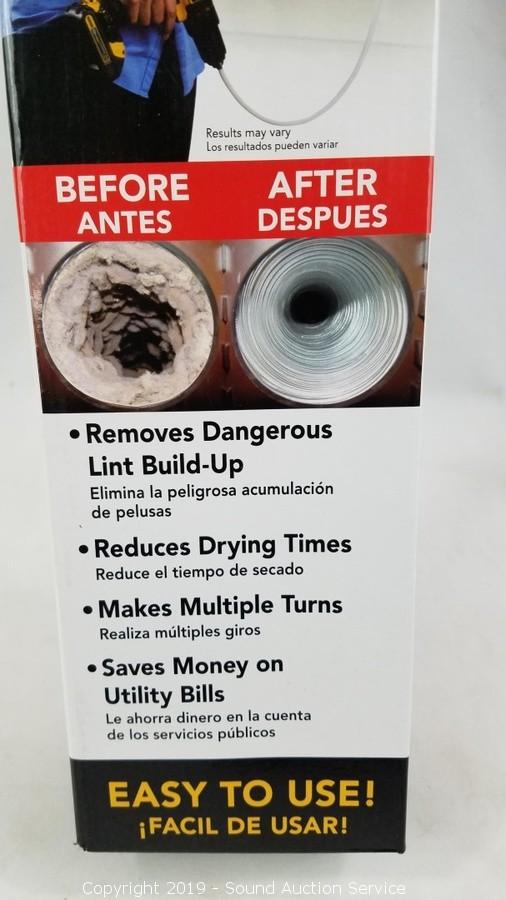 Results may vary
Los resultados pueden variar
BEFORE AFTER
ANTES DESPUES
• Removes Dangerous
Lint Build-Up
Elimina la peligrosa acumulación
de pelusas
• Reduces Drying Times
Reduce el tiempo de secado
• Makes Multiple Turns
Realiza múltiples giros
• Saves Money on
Utility Bills
Le ahorra dinero en la cuenta
de los servicios públicos
EASY TO USE!
¡FACIL DE USAR!
Copyright 2019 - Sound Auction Service